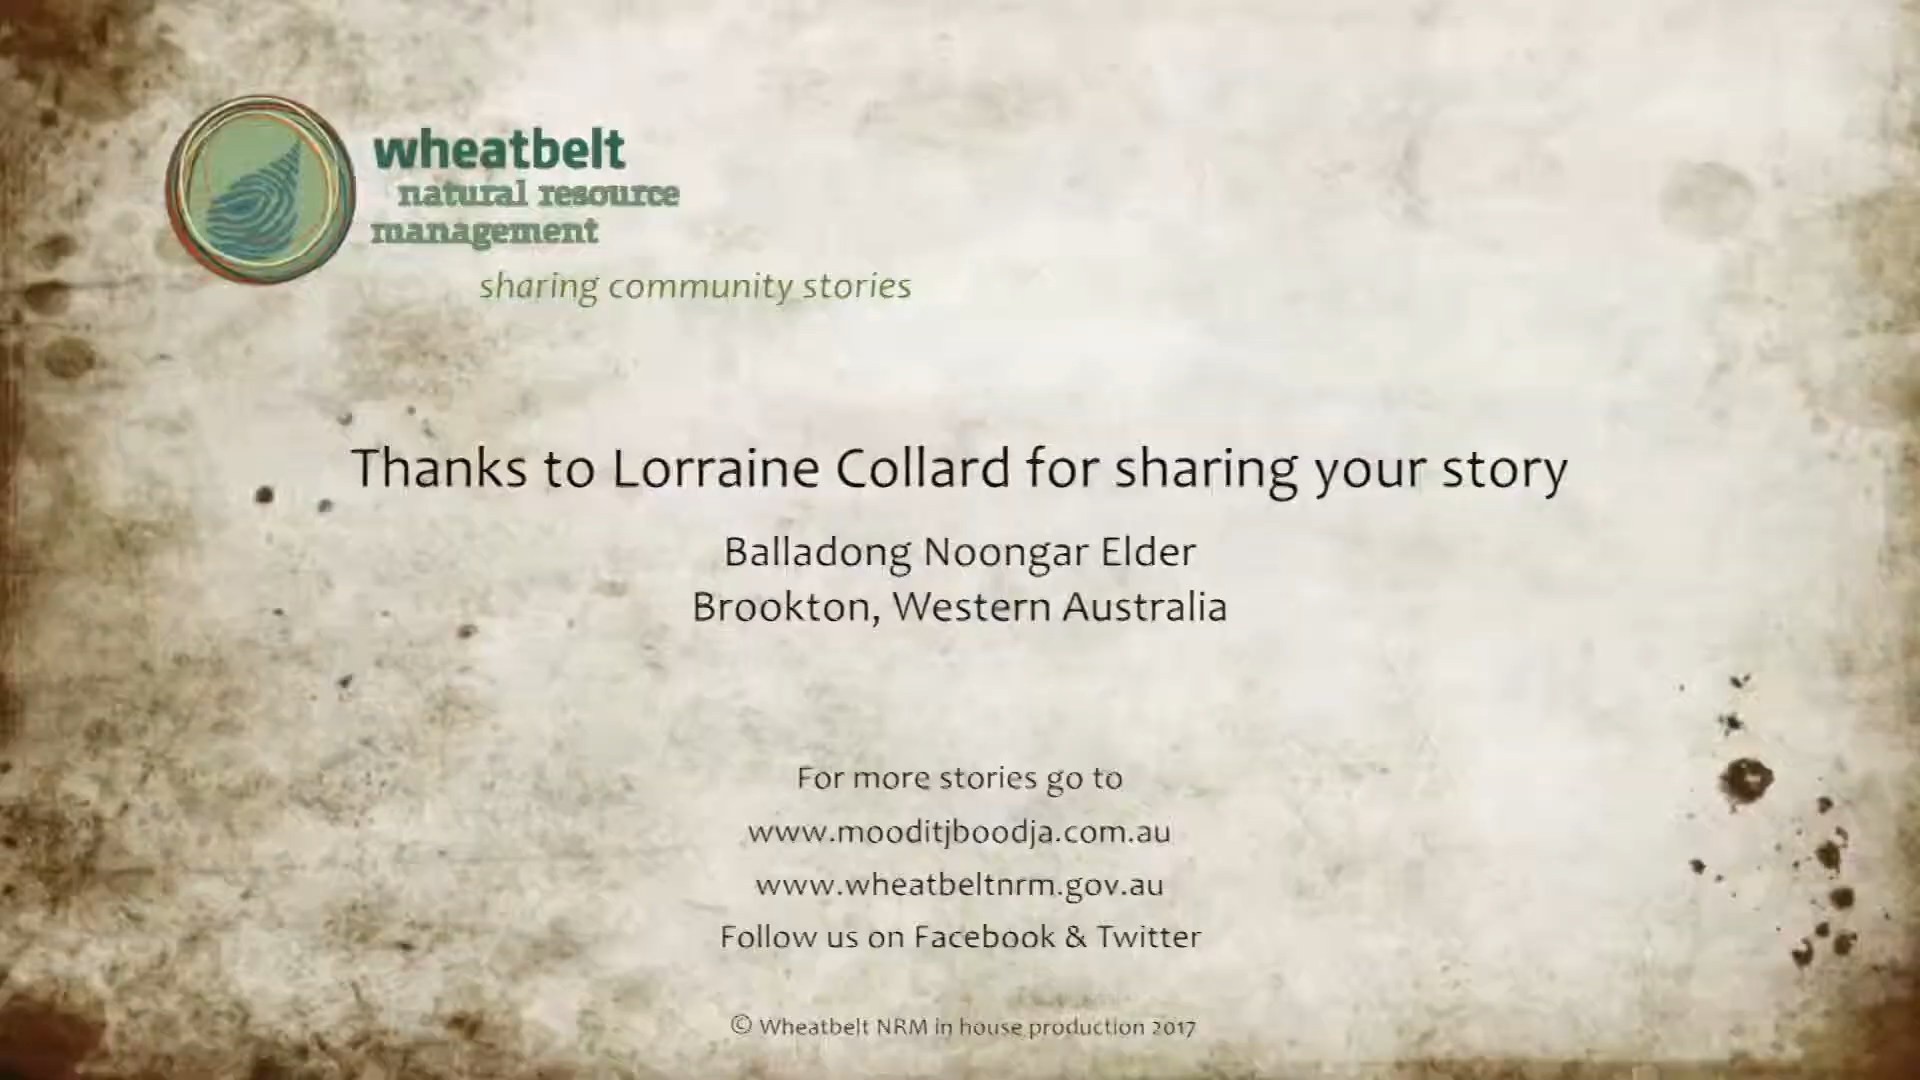 wheatbelt
natural resource
management
sharing community stories
Thanks to Lorraine Collard for sharing your story
Balladong Noongar Elder
Brookton, Western Australia
For more stories go to
www.mooditjboodja.com.au
www.wheatbeltnrm.gov.au
Follow us on Facebook & Twitter
© Wheatbelt NRM in house production 2017